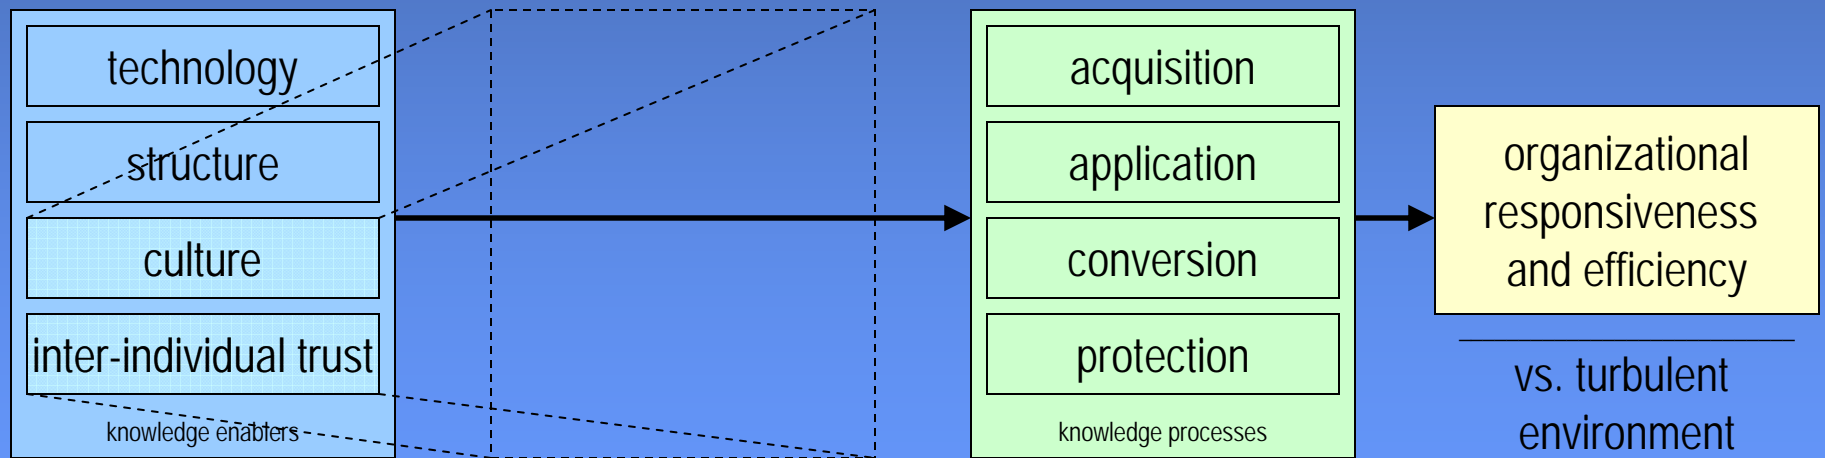 technology
structure
culture
inter-individual trust
knowledge enablers
acquisition
application
conversion
protection
knowledge processes
organizational
responsiveness
and efficiency
vs. turbulent
environment